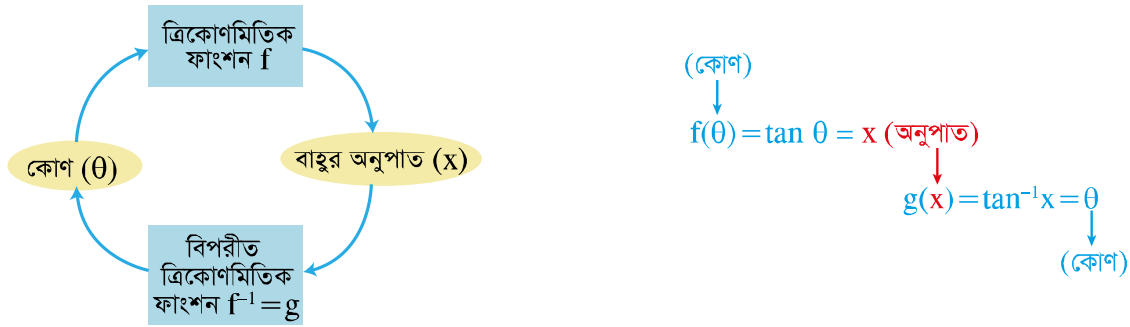 ত্রিকোণমিতিক
ফাংশন f
কোণ (θ)
বাহুর অনুপাত (x)
বিপরীত
ত্রিকোণমিতিক
ফাংশন f⁻¹=g
(কোণ)
f(θ) = tan θ = x (অনুপাত)
g(x) = tan⁻¹x = θ
(কোণ)